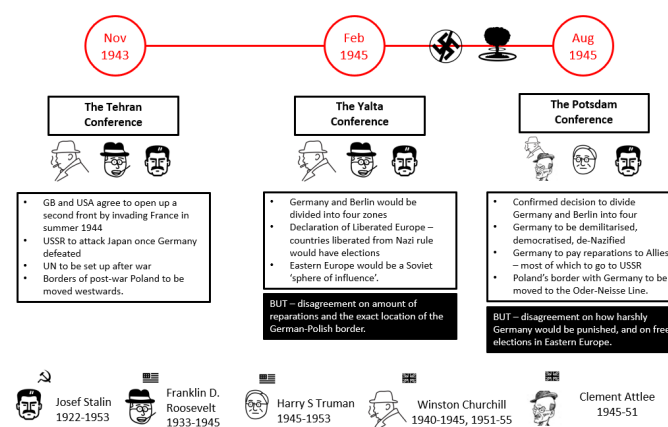 Nov
1943
Feb
1945
Aug
1945
The Tehran
Conference
The Yalta
Conference
The Potsdam
Conference
• GB and USA agree to open up a
second front by invading France in
summer 1944
• USSR to attack Japan once Germany
defeated
• UN to be set up after war
• Borders of post-war Poland to be
moved westwards.
• Germany and Berlin would be
divided into four zones
• Declaration of Liberated Europe –
countries liberated from Nazi rule
would have elections
• Eastern Europe would be a Soviet
'sphere of influence'.
BUT – disagreement on amount of
reparations and the exact location of the
German-Polish border.
• Confirmed decision to divide
Germany and Berlin into four
• Germany to be demilitarised,
democratised, de-Nazified
• Germany to pay reparations to Allies
– most of which to go to USSR
• Poland's border with Germany to be
moved to the Oder-Neisse Line.
BUT – disagreement on how harshly
Germany would be punished, and on free
elections in Eastern Europe.
Josef Stalin
1922-1953
Franklin D.
Roosevelt
1933-1945
Harry S Truman
1945-1953
Winston Churchill
1940-1945, 1951-55
Clement Attlee
1945-51